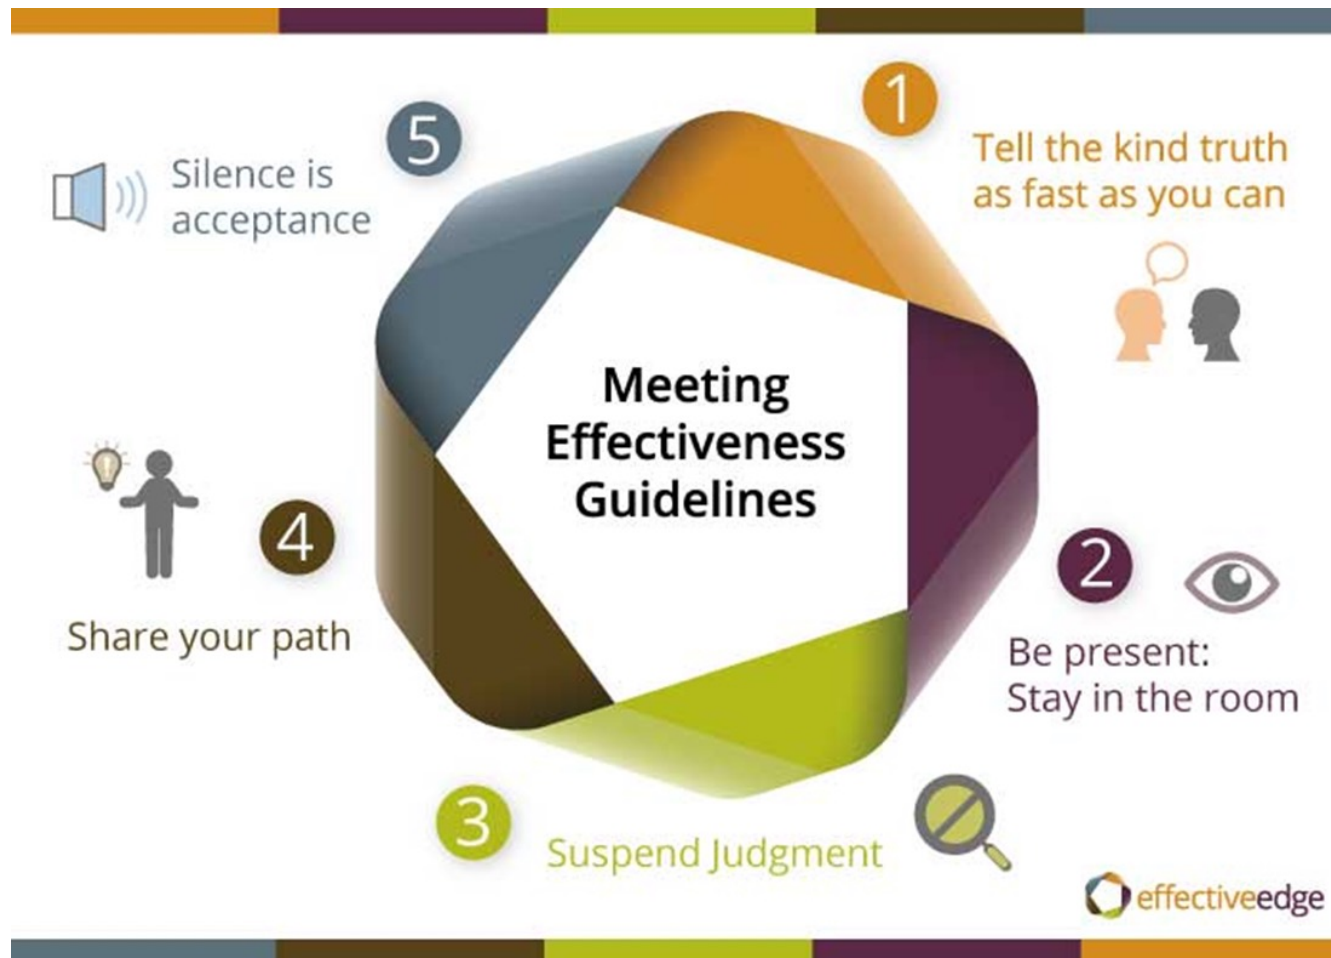 Meeting
Effectiveness
Guidelines
1
Tell the kind truth
as fast as you can
2
Be present:
Stay in the room
3
Suspend Judgment
4
Share your path
5
Silence is
acceptance
effectiveedge